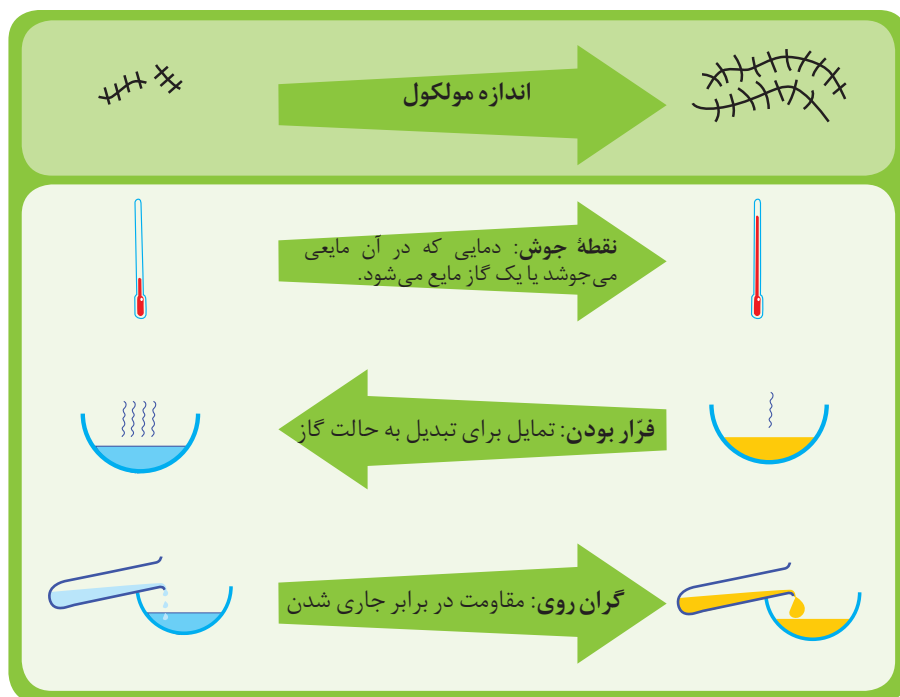 اندازه مولکول
نقطهٔ جوش: دمایی که در آن مایعی
می‌جوشد یا یک گاز مایع می‌شود.
فرّار بودن: تمایل برای تبدیل به حالت گاز
گران روی: مقاومت در برابر جاری شدن